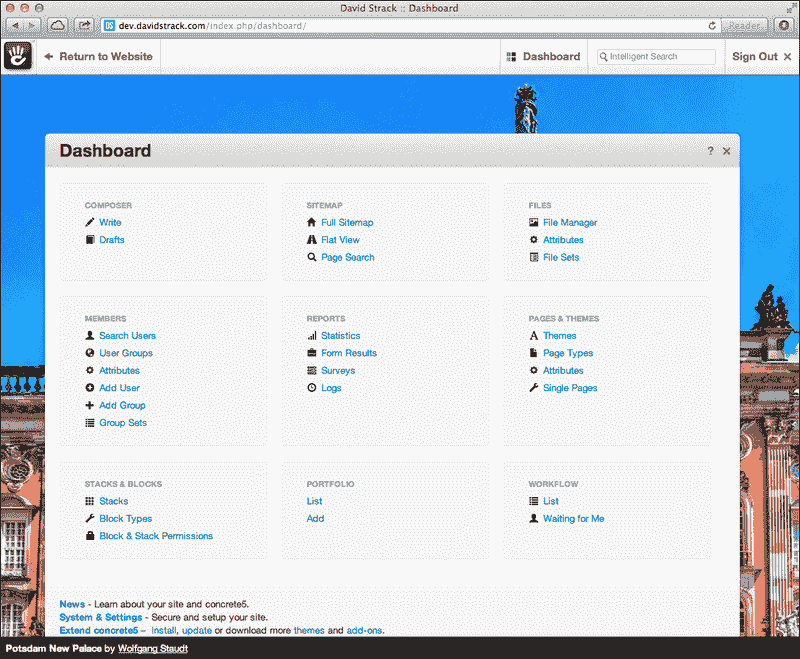 David Strack :: Dashboard
DS dev.davidstrack.com/index.php/dashboard/
Reader
Return to Website
Dashboard
Intelligent Search
Sign Out
Dashboard
?
COMPOSER
Write
Drafts
SITEMAP
Full Sitemap
Flat View
Page Search
FILES
File Manager
Attributes
File Sets
MEMBERS
Search Users
User Groups
Attributes
Add User
Add Group
Group Sets
REPORTS
Statistics
Form Results
Surveys
Logs
PAGES & THEMES
Themes
Page Types
Attributes
Single Pages
STACKS & BLOCKS
Stacks
Block Types
Block & Stack Permissions
PORTFOLIO
List
Add
WORKFLOW
List
Waiting for Me
News - Learn about your site and concrete5.
System & Settings - Secure and setup your site.
Extend concrete5 – install, update or download more themes and add-ons.
Potsdam New Palace by Wolfgang Staudt